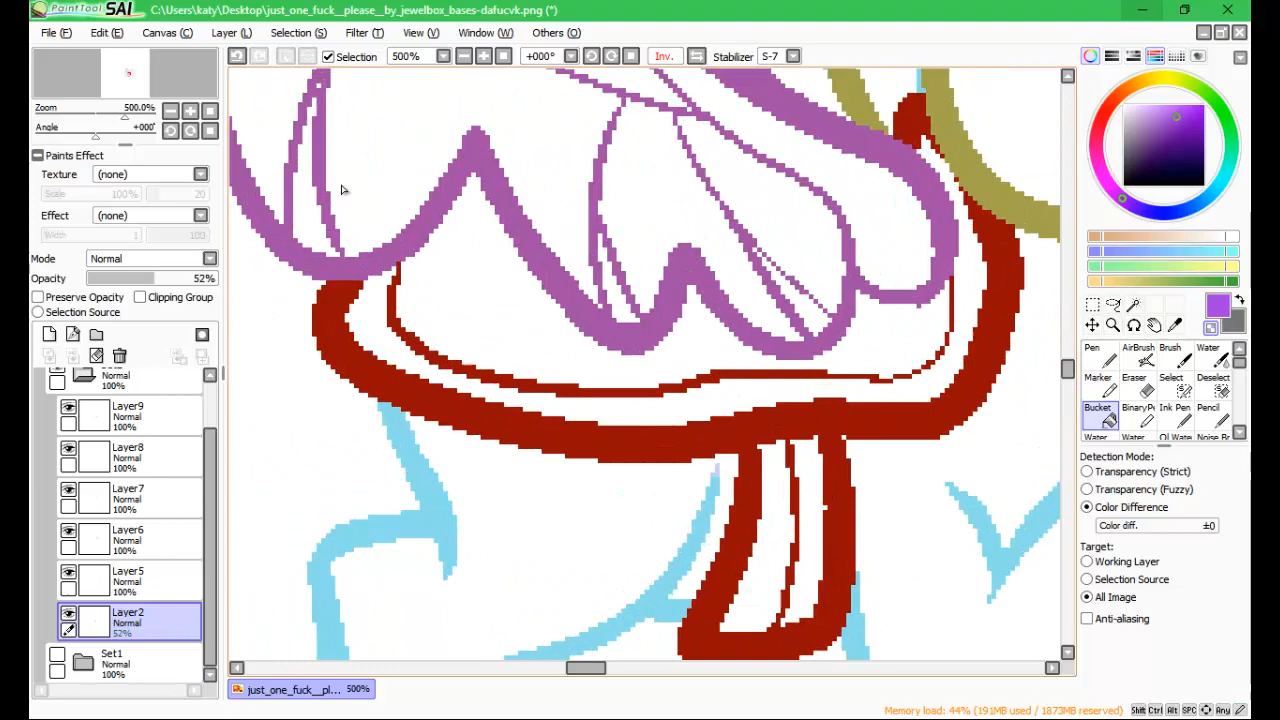 PaintTool SAI C:\Users\katy\Desktop\just_one_fuck__please__by_jewelbox_bases-dafucvk.png (*)
File (F) Edit (E) Canvas (C) Layer (L) Selection (S) Filter (T) View (V) Window (W) Others (O)
Selection 500% +000° Inv. Stabilizer S-7
Zoom 500.0%
Angle +000°
Paints Effect
Texture (none)
Scale 100% 20
Effect (none)
Width 1 100
Mode Normal
Opacity 52%
Preserve Opacity Clipping Group
Selection Source
Normal
100%
Layer9
Normal
100%
Layer8
Normal
100%
Layer7
Normal
100%
Layer6
Normal
100%
Layer5
Normal
100%
Layer2
Normal
52%
Set1
Normal
100%
Pen AirBrush Brush Water
Marker Eraser Select Deselect
Bucket BinaryPe Ink Pen Pencil
Water Water Oil Wate Noise Br
Detection Mode:
Transparency (Strict)
Transparency (Fuzzy)
Color Difference
Color diff. ±0
Target:
Working Layer
Selection Source
All Image
Anti-aliasing
just_one_fuck__pl... 500%
Memory load: 44% (191MB used / 1873MB reserved) Shift Ctrl Alt SPC Any